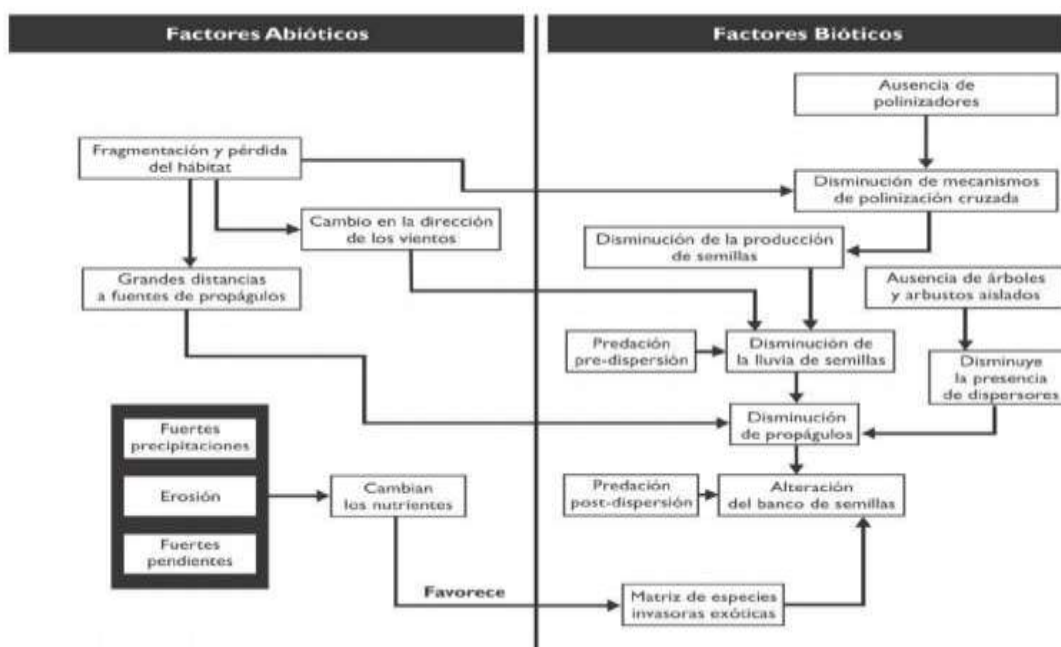 Factores Abióticos
Fragmentación y pérdida
del hábitat
Cambio en la dirección
de los vientos
Grandes distancias
a fuentes de propágulos
Fuertes
precipitaciones
Erosión
Fuertes
pendientes
Cambian
los nutrientes
Favorece
Factores Bióticos
Ausencia de
polinizadores
Disminución de mecanismos
de polinización cruzada
Disminución de la producción
de semillas
Ausencia de árboles
y arbustos aislados
Predación
pre-dispersión
Disminución de
la lluvia de semillas
Disminuye
la presencia
de dispersores
Disminución
de propágulos
Predación
post-dispersión
Alteración
del banco de semillas
Matriz de especies
invasoras exóticas